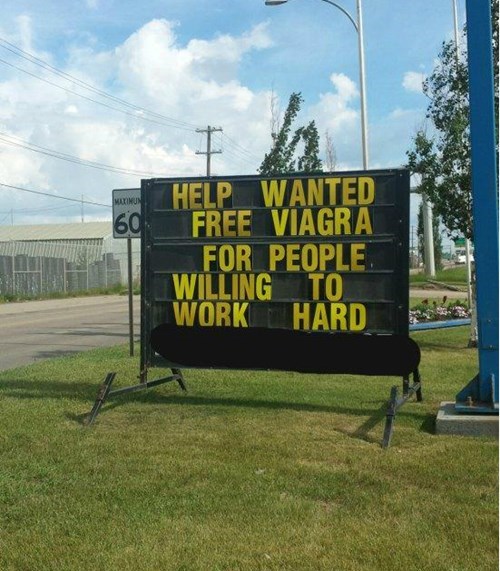 MAXIMUM
60
HELP WANTED
FREE VIAGRA
FOR PEOPLE
WILLING TO
WORK HARD